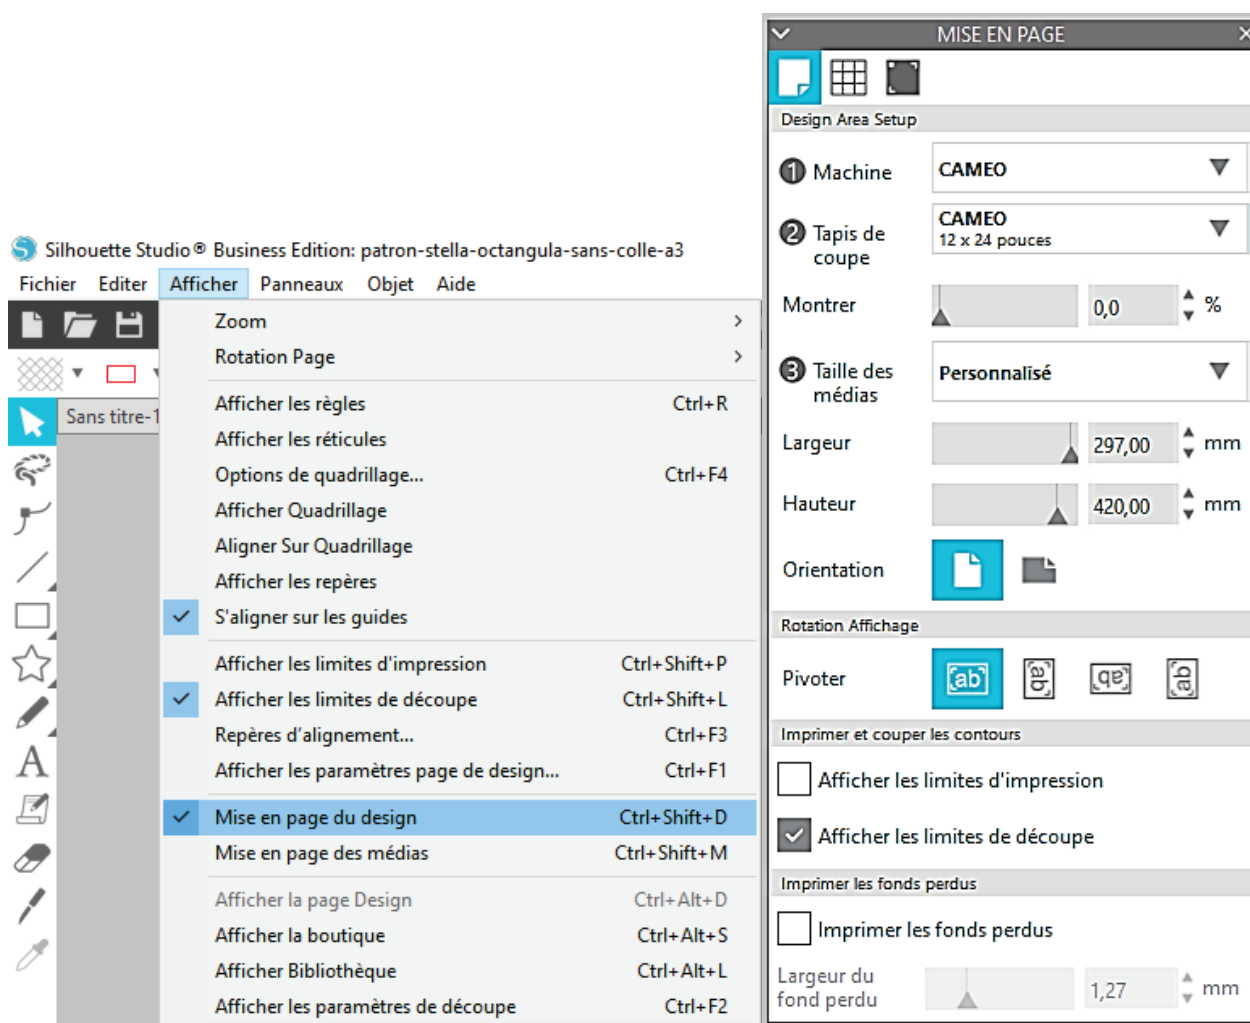 Silhouette Studio® Business Edition: patron-stella-octangula-sans-colle-a3
Fichier Editer Afficher Panneaux Objet Aide
Sans titre-1
Zoom
Rotation Page
Afficher les règles Ctrl+R
Afficher les réticules
Options de quadrillage... Ctrl+F4
Afficher Quadrillage
Aligner Sur Quadrillage
Afficher les repères
S'aligner sur les guides
Afficher les limites d'impression Ctrl+Shift+P
Afficher les limites de découpe Ctrl+Shift+L
Repères d'alignement... Ctrl+F3
Afficher les paramètres page de design... Ctrl+F1
Mise en page du design Ctrl+Shift+D
Mise en page des médias Ctrl+Shift+M
Afficher la page Design Ctrl+Alt+D
Afficher la boutique Ctrl+Alt+S
Afficher Bibliothèque Ctrl+Alt+L
Afficher les paramètres de découpe Ctrl+F2
MISE EN PAGE
Design Area Setup
1 Machine CAMEO
2 Tapis de coupe CAMEO
12 x 24 pouces
Montrer 0,0 %
3 Taille des médias Personnalisé
Largeur 297,00 mm
Hauteur 420,00 mm
Orientation
Rotation Affichage
Pivoter ab ab ab ab
Imprimer et couper les contours
Afficher les limites d'impression
Afficher les limites de découpe
Imprimer les fonds perdus
Imprimer les fonds perdus
Largeur du fond perdu 1,27 mm